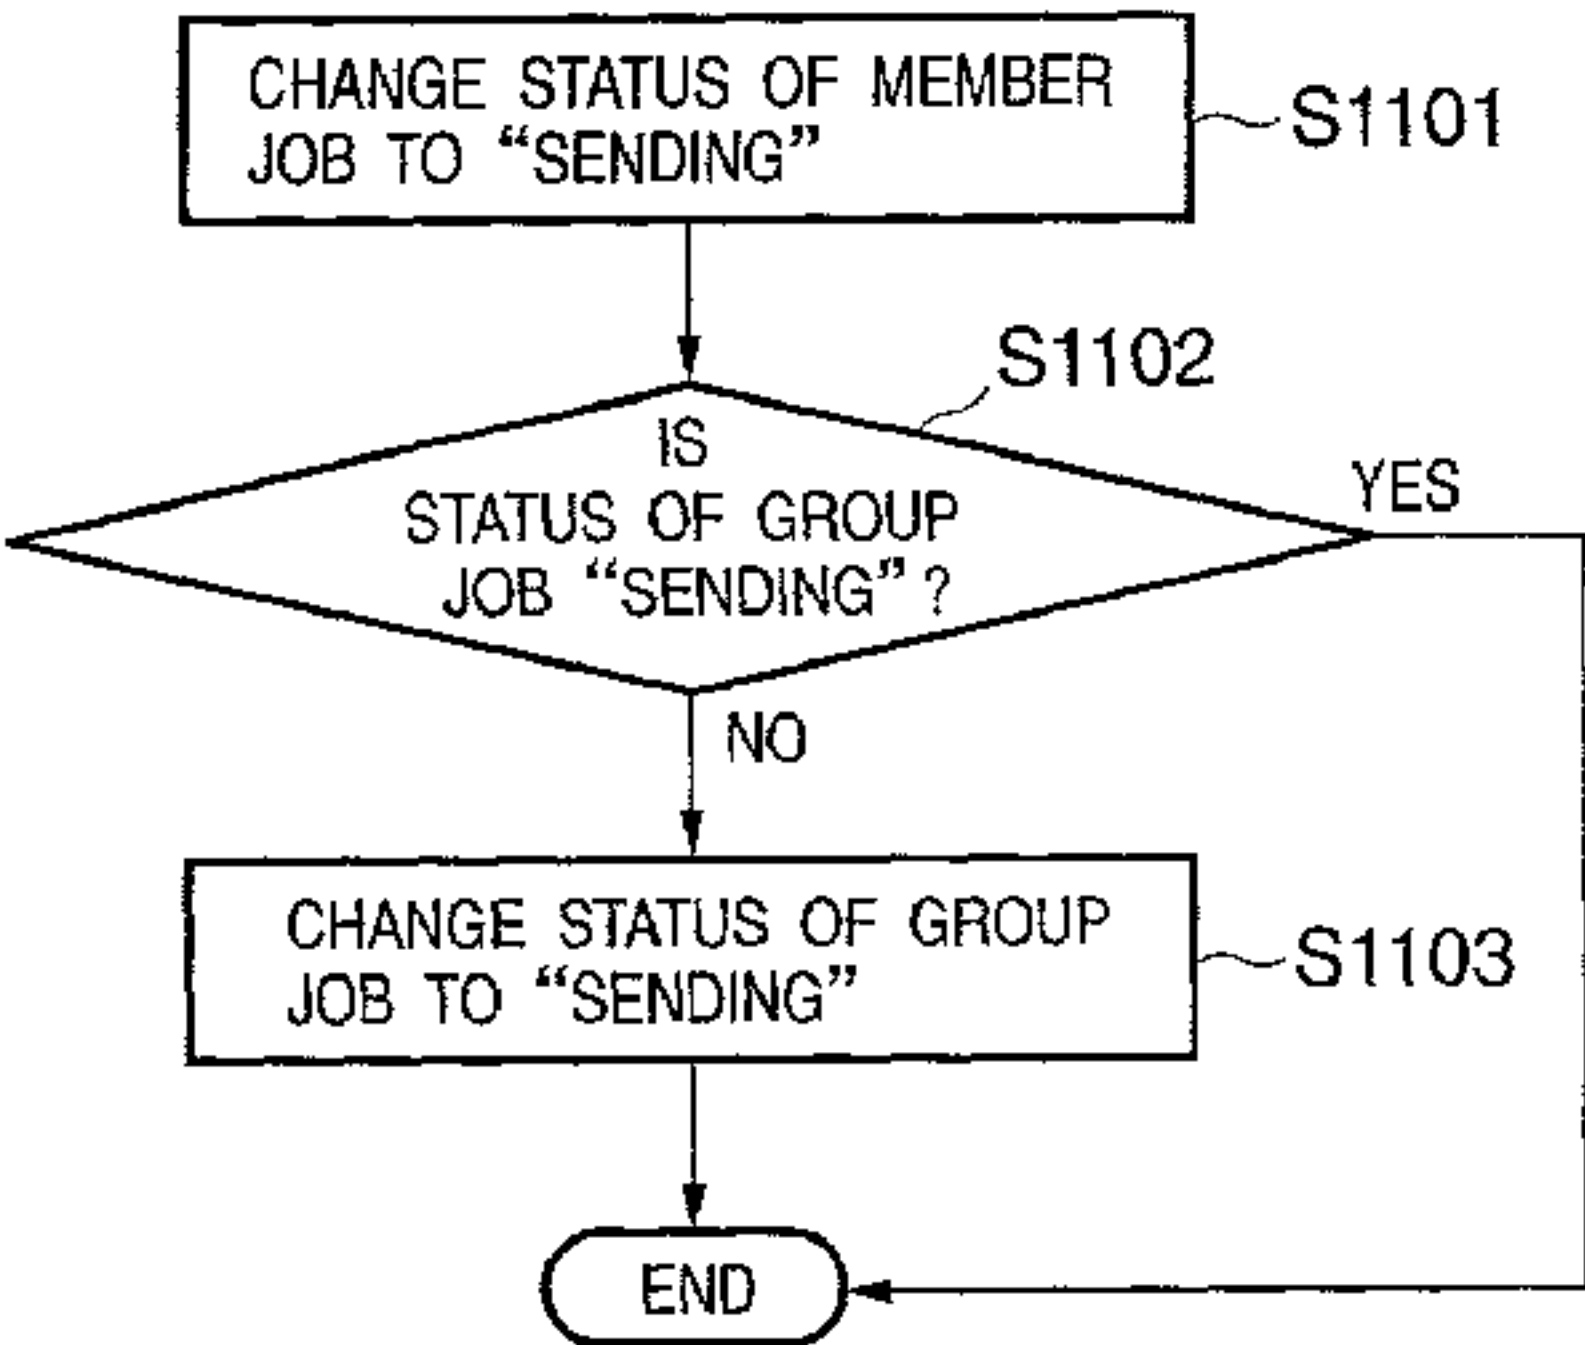 CHANGE STATUS OF MEMBER
JOB TO “SENDING”
S1101
S1102
IS
STATUS OF GROUP
JOB “SENDING”?
YES
NO
CHANGE STATUS OF GROUP
JOB TO “SENDING”
S1103
END